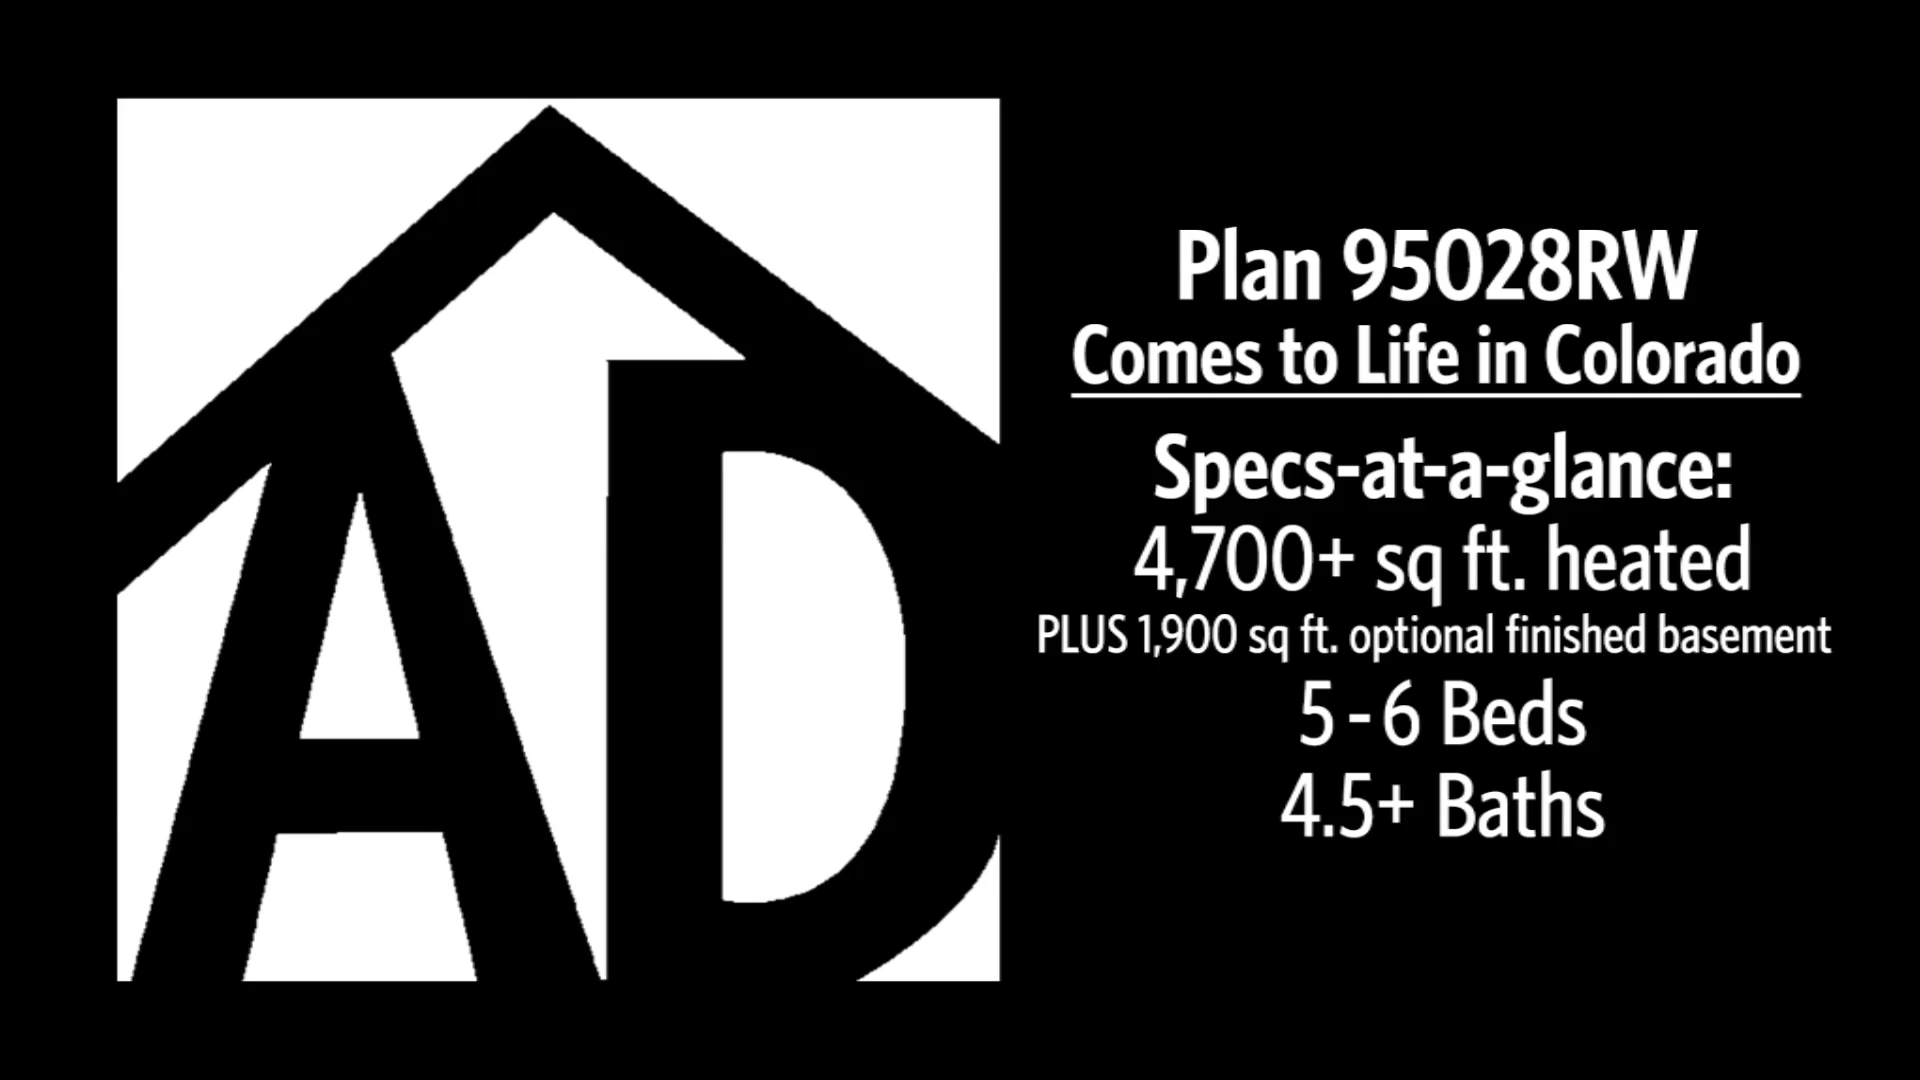 AD
Plan 95028RW
Comes to Life in Colorado
Specs-at-a-glance:
4,700+ sq ft. heated
PLUS 1,900 sq ft. optional finished basement
5-6 Beds
4.5+ Baths